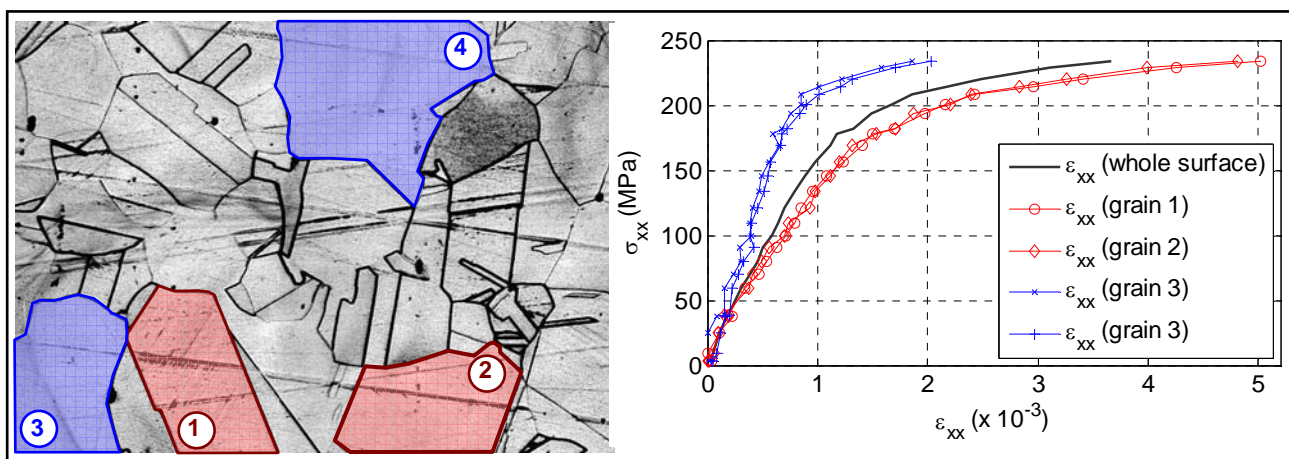 4
3
1
2
250
200
150
100
50
0
σxx (MPa)
εxx (whole surface)
εxx (grain 1)
εxx (grain 2)
εxx (grain 3)
εxx (grain 3)
0 1 2 3 4 5
εxx (x 10⁻³)